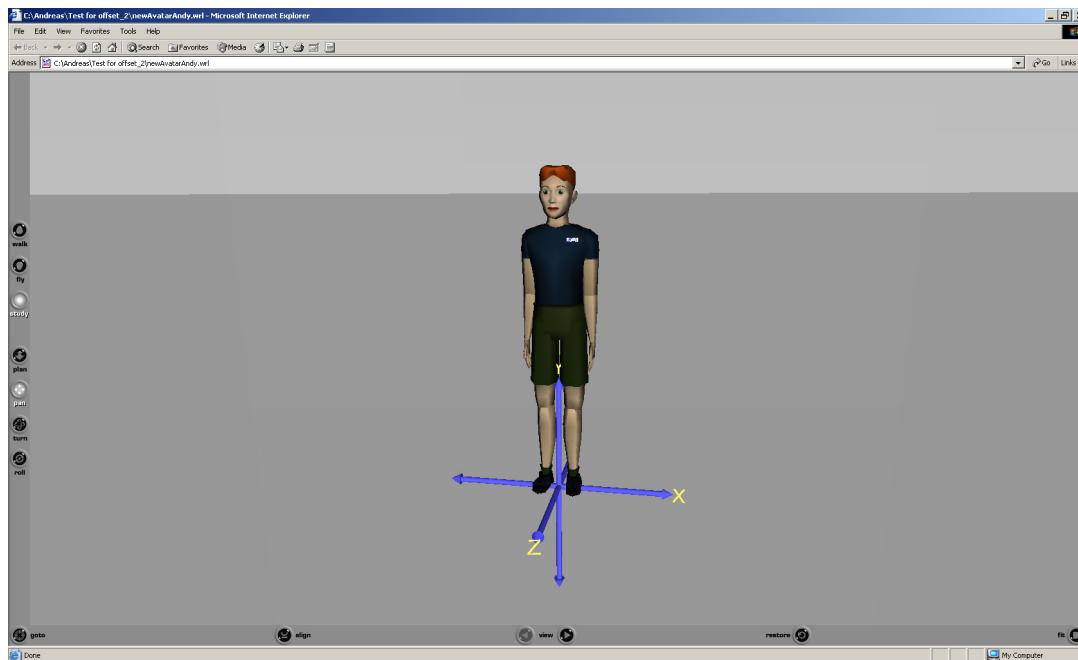 C:\Andreas\Test for offset_2\newAvatarAndy.wrl - Microsoft Internet Explorer
File Edit View Favorites Tools Help
Back Search Favorites Media
Address C:\Andreas\Test for offset_2\newAvatarAndy.wrl Go Links
walk
fly
study
plan
pan
turn
roll
Y
X
Z
goto align view restore fit
Done My Computer